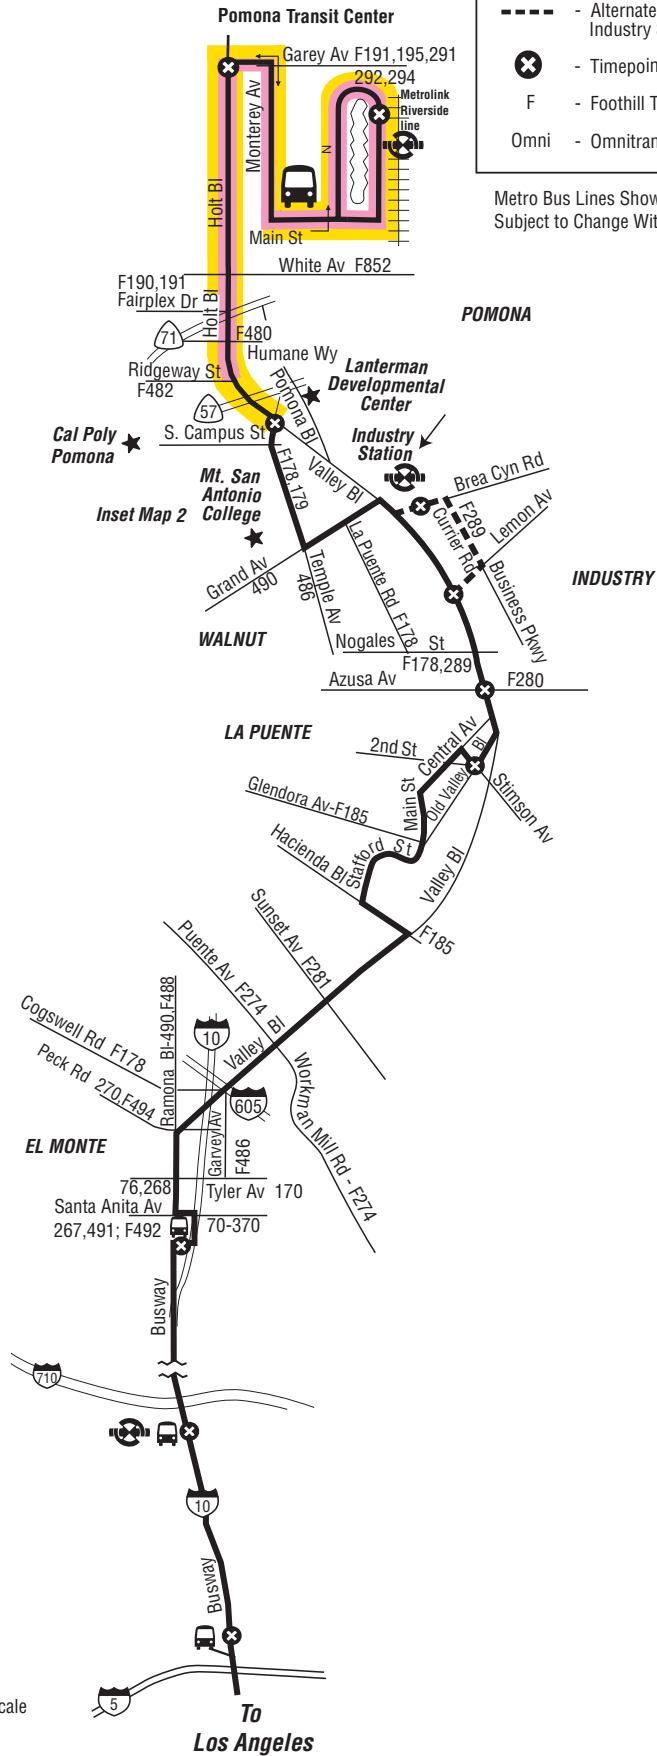 Pomona Transit Center
- Alternate
Industry
- Timepoin
F - Foothill T
Omni - Omnitran
Metro Bus Lines Show
Subject to Change Wit
Garey Av F191,195,291
292,294
Metrolink
Riverside
line
Monterey Av
N
Holt Bl
Main St
White Av F852
F190,191
Fairplex Dr
Holt Bl
71
F480
POMONA
Humane Wy
Ridgeway St
F482
57
Pomona Bl
Lanterman
Developmental
Center
Cal Poly
Pomona
S. Campus St
Industry
Station
F178,179
Valley Bl
Brea Cyn Rd
Mt. San
Antonio
College
Inset Map 2
F289
Currier Rd
Lemon Av
Grand Av
490
Temple Av
486
La Puente Rd F178
Business Pkwy
INDUSTRY
WALNUT
Nogales St
F178,289
Azusa Av
F280
LA PUENTE
2nd St
Central Av
Bl
Old Valley
Main St
Stimson Av
Glendora Av-F185
Stafford St
Hacienda Bl
Valley Bl
F185
Sunset Av F281
Puente Av F274
Bl
Valley
Cogswell Rd F178
Ramona Bl-490,F488
10
Peck Rd 270,F494
605
Workman Mill Rd - F274
EL MONTE
Garvey Av
F486
76,268
Tyler Av 170
Santa Anita Av
267,491; F492
70-370
Busway
710
10
Busway
5
cale
To
Los Angeles